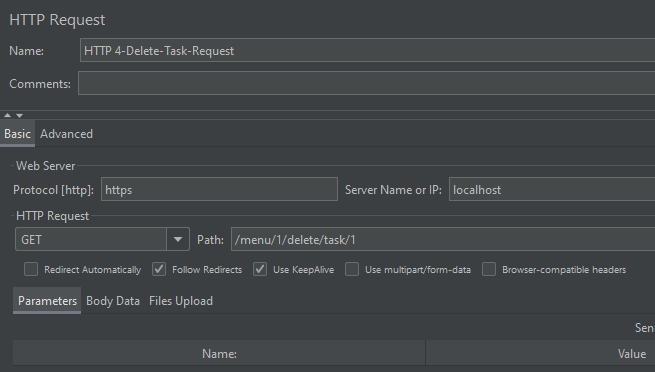 HTTP Request
Name: HTTP 4-Delete-Task-Request
Comments:
Basic Advanced
Web Server
Protocol [http]: https Server Name or IP: localhost
HTTP Request
GET Path: /menu/1/delete/task/1
Redirect Automatically Follow Redirects Use KeepAlive Use multipart/form-data Browser-compatible headers
Parameters Body Data Files Upload
Sen
Name: Value